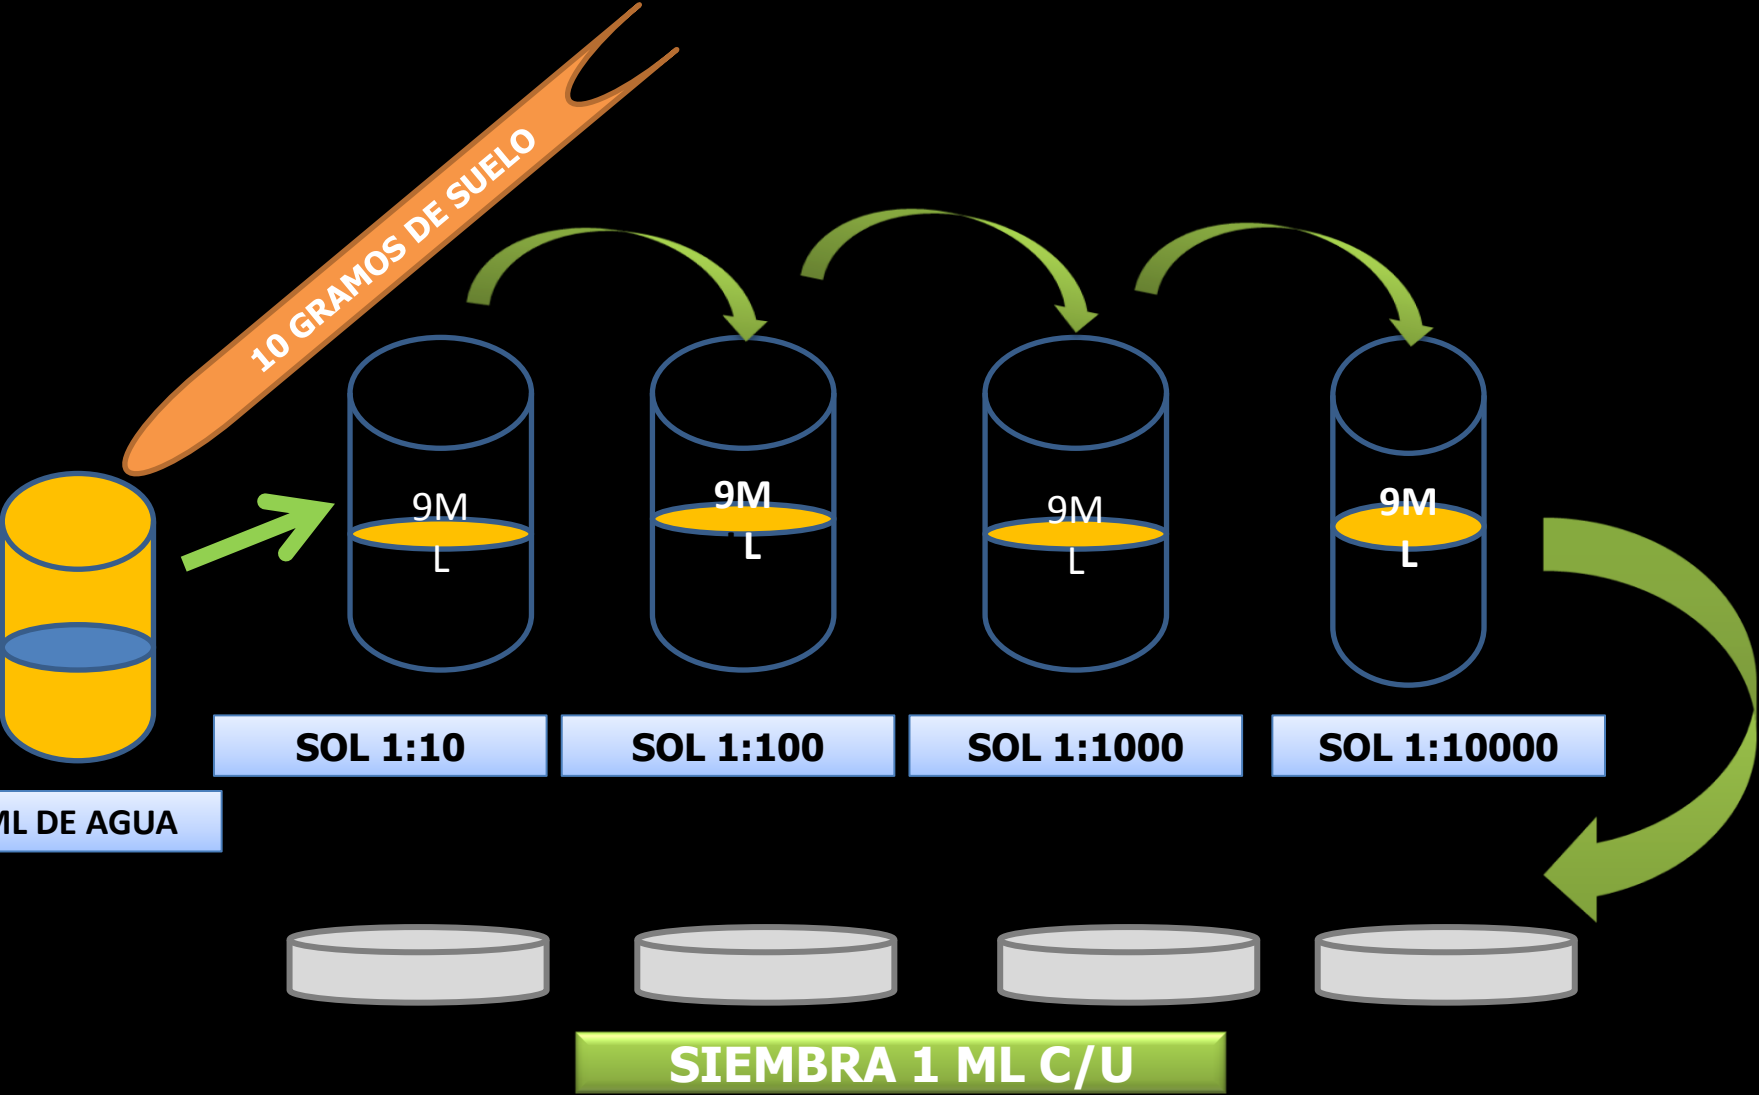 10 GRAMOS DE SUELO
9M
L
9M
L
9M
L
9M
L
SOL 1:10
SOL 1:100
SOL 1:1000
SOL 1:10000
ML DE AGUA
SIEMBRA 1 ML C/U